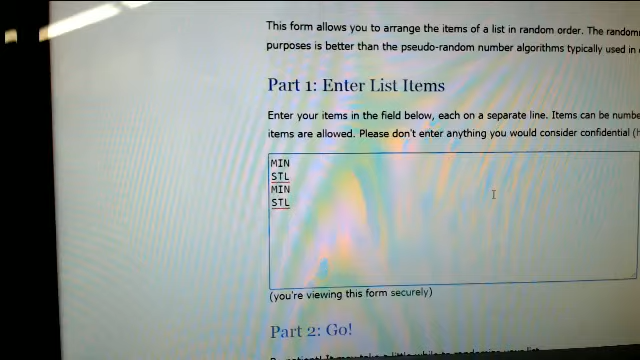 This form allows you to arrange the items of a list in random order. The
purposes is better than the pseudo-random number algorithms typically used in
Part 1: Enter List Items
Enter your items in the field below, each on a separate line. Items can be
items are allowed. Please don't enter anything you would consider confidential
MIN
STL
MIN
STL
(you're viewing this form securely)
Part 2: Go!